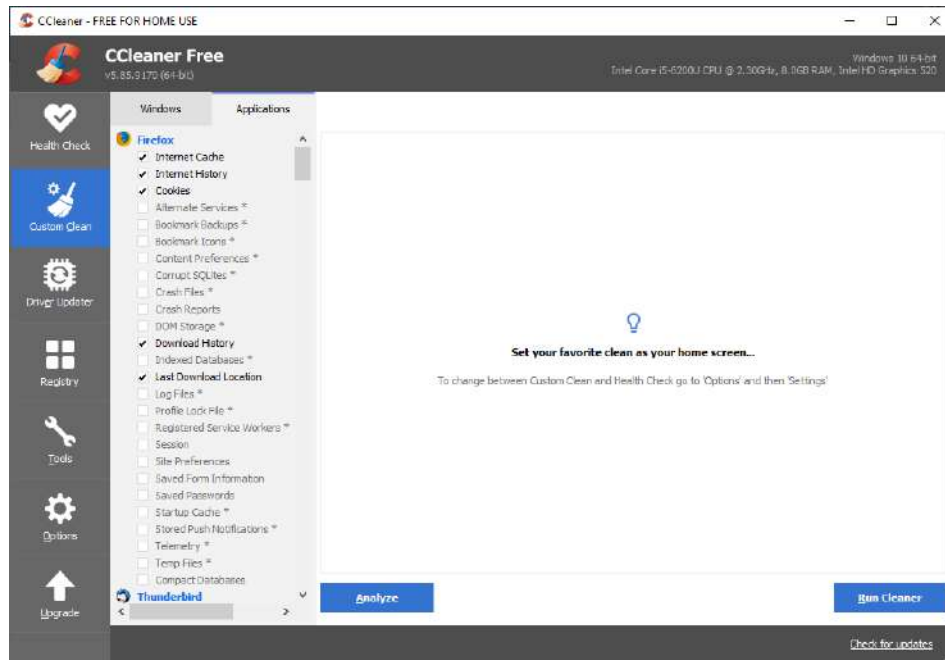 CCleaner - FREE FOR HOME USE
CCleaner Free
v5.85.9170 (64-bit)
Windows 10 64-bit
Intel Core i5-6200U CPU @ 2.30GHz, 8.0GB RAM, Intel HD Graphics 520
Health Check
Custom Clean
Driver Updater
Registry
Tools
Options
Upgrade
Windows Applications
Firefox
Internet Cache
Internet History
Cookies
Alternate Services *
Bookmark Backups *
Bookmark Icons *
Content Preferences *
Corrupt SQLites *
Crash Files *
Crash Reports
DOM Storage *
Download History
Indexed Databases *
Last Download Location
Log Files *
Profile Lock File *
Registered Service Workers *
Session
Site Preferences
Saved Form Information
Saved Passwords
Startup Cache *
Stored Push Notifications *
Telemetry *
Temp Files *
Compact Databases
Thunderbird
Set your favorite clean as your home screen...
To change between Custom Clean and Health Check go to 'Options' and then 'Settings'
Analyze
Run Cleaner
Check for updates